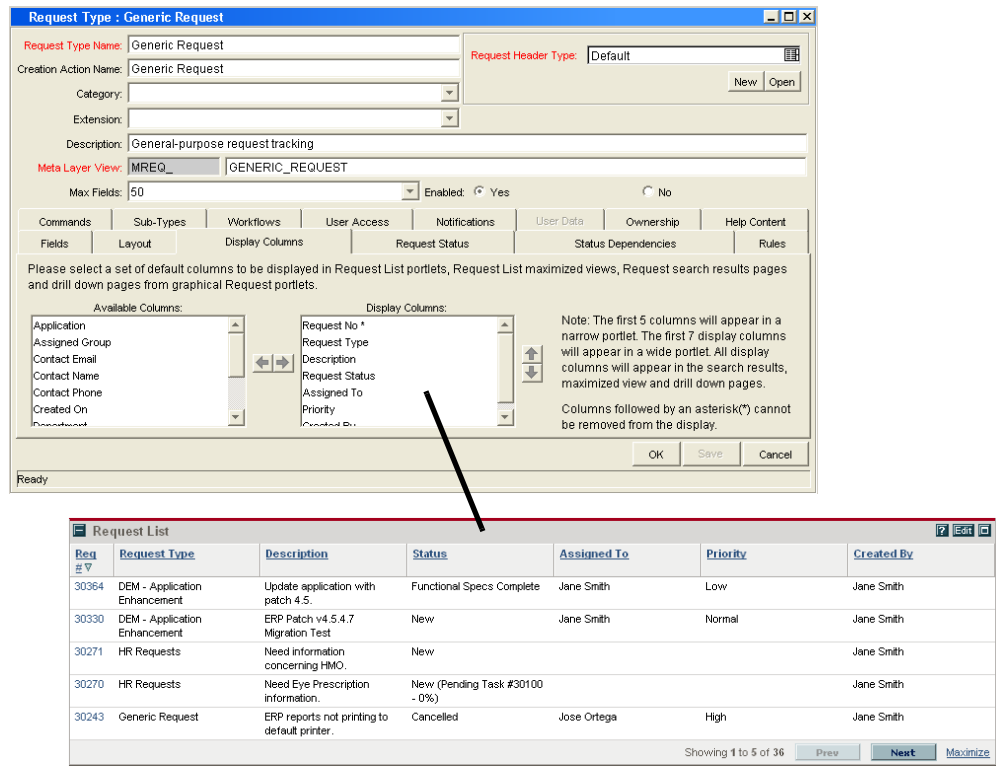 Request Type : Generic Request
Request Type Name: Generic Request
Request Header Type: Default
Creation Action Name: Generic Request
New Open
Category:
Extension:
Description: General-purpose request tracking
Meta Layer View: MREQ_ GENERIC_REQUEST
Max Fields: 50 Enabled: Yes No
Commands Sub-Types Workflows User Access Notifications User Data Ownership Help Content
Fields Layout Display Columns Request Status Status Dependencies Rules
Please select a set of default columns to be displayed in Request List portlets, Request List maximized views, Request search results pages
and drill down pages from graphical Request portlets.
Available Columns:
Application
Assigned Group
Contact Email
Contact Name
Contact Phone
Created On
Department
Display Columns:
Request No *
Request Type
Description
Request Status
Assigned To
Priority
Created By
Note: The first 5 columns will appear in a
narrow portlet. The first 7 display columns
will appear in a wide portlet. All display
columns will appear in the search results,
maximized view and drill down pages.
Columns followed by an asterisk(*) cannot
be removed from the display.
OK Save Cancel
Ready
Request List ? Edit
Req Request Type Description Status Assigned To Priority Created By
#
30364 DEM - Application Update application with Functional Specs Complete Jane Smith Low Jane Smith
Enhancement patch 4.5.
30330 DEM - Application ERP Patch v4.5.4.7 New Jane Smith Normal Jane Smith
Enhancement Migration Test
30271 HR Requests Need information New Jane Smith
concerning HMO.
30270 HR Requests Need Eye Prescription New (Pending Task #30100 Jane Smith
information. - 0%)
30243 Generic Request ERP reports not printing to Cancelled Jose Ortega High Jane Smith
default printer.
Showing 1 to 5 of 36 Prev Next Maximize